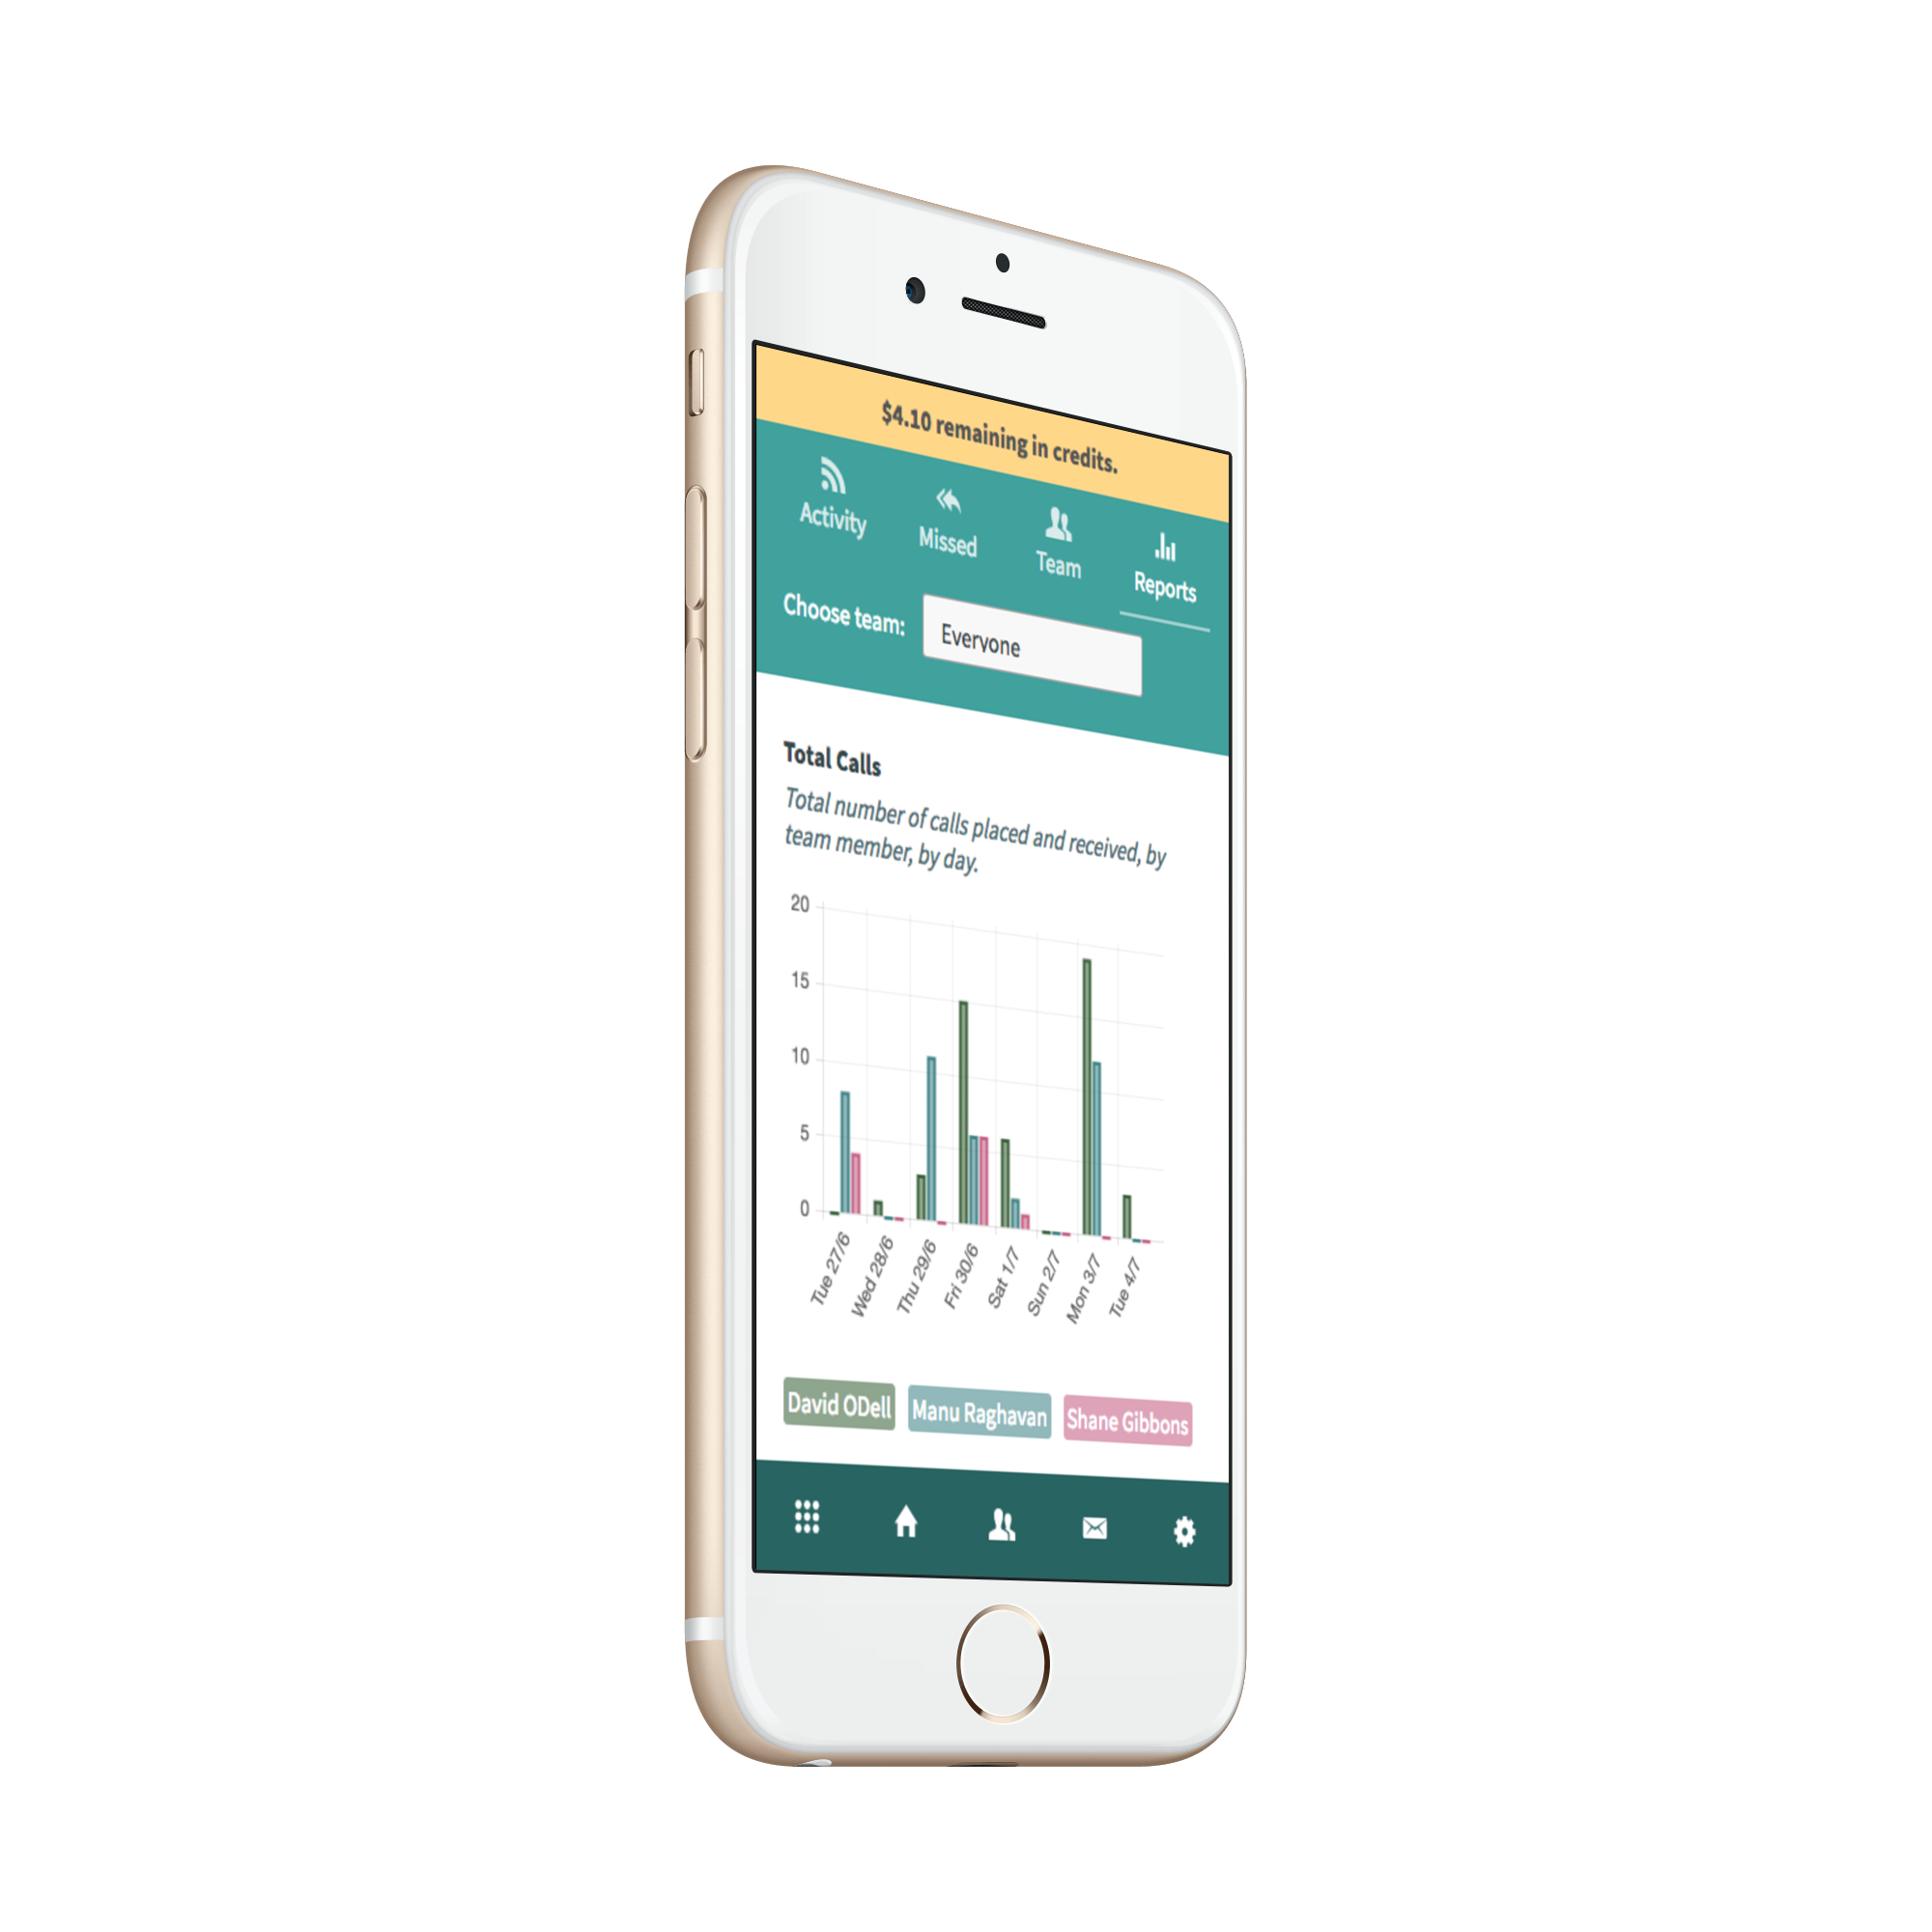 $4.10 remaining in credits.
Activity
Missed
Team
Reports
Choose team:
Everyone
Total Calls
Total number of calls placed and received, by
team member, by day.
20
15
10
5
0
Tue 27/6
Wed 28/6
Thu 29/6
Fri 30/6
Sat 1/7
Sun 2/7
Mon 3/7
Tue 4/7
David ODell
Manu Raghavan
Shane Gibbons